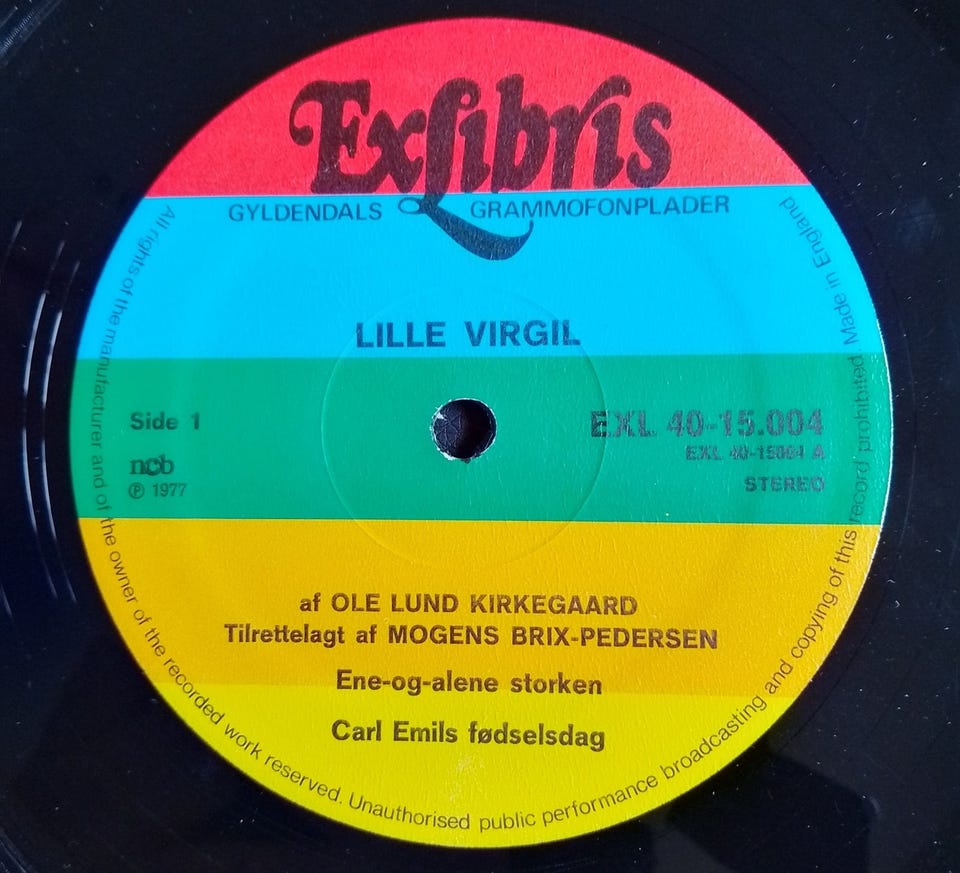 Exlibris
GYLDENDALS GRAMMOFONPLADER
LILLE VIRGIL
Side 1
ncb
℗ 1977
EXL 40-15.004
EXL 40-15004 A
STEREO
af OLE LUND KIRKEGAARD
Tilrettelagt af MOGENS BRIX-PEDERSEN
Ene-og-alene storken
Carl Emils fødselsdag
All rights of the manufacturer and of the owner of the recorded work reserved. Unauthorised public performance broadcasting and copying of this record prohibited. Made in England